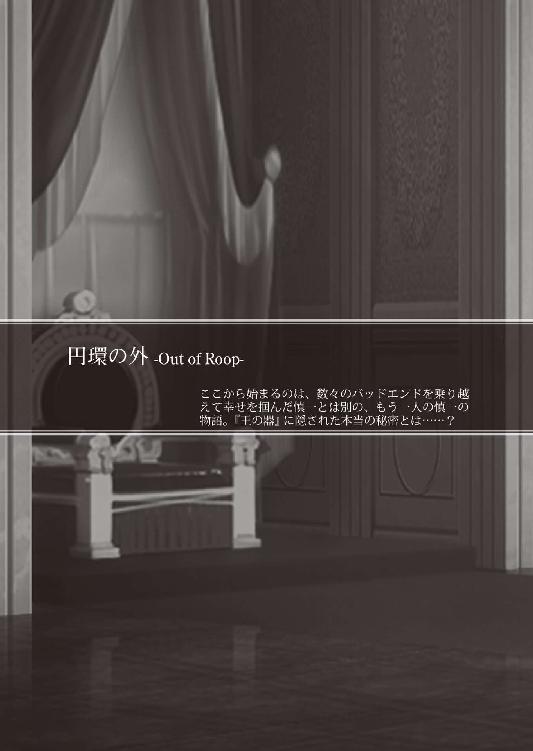 円環の外 -Out of Roop-
ここから始まるのは、数々のバッドエンドを乗り越
えて幸せを掴んだ慎一とは別の、もう一人の慎一の
物語。『王の器』に隠された本当の秘密とは……？